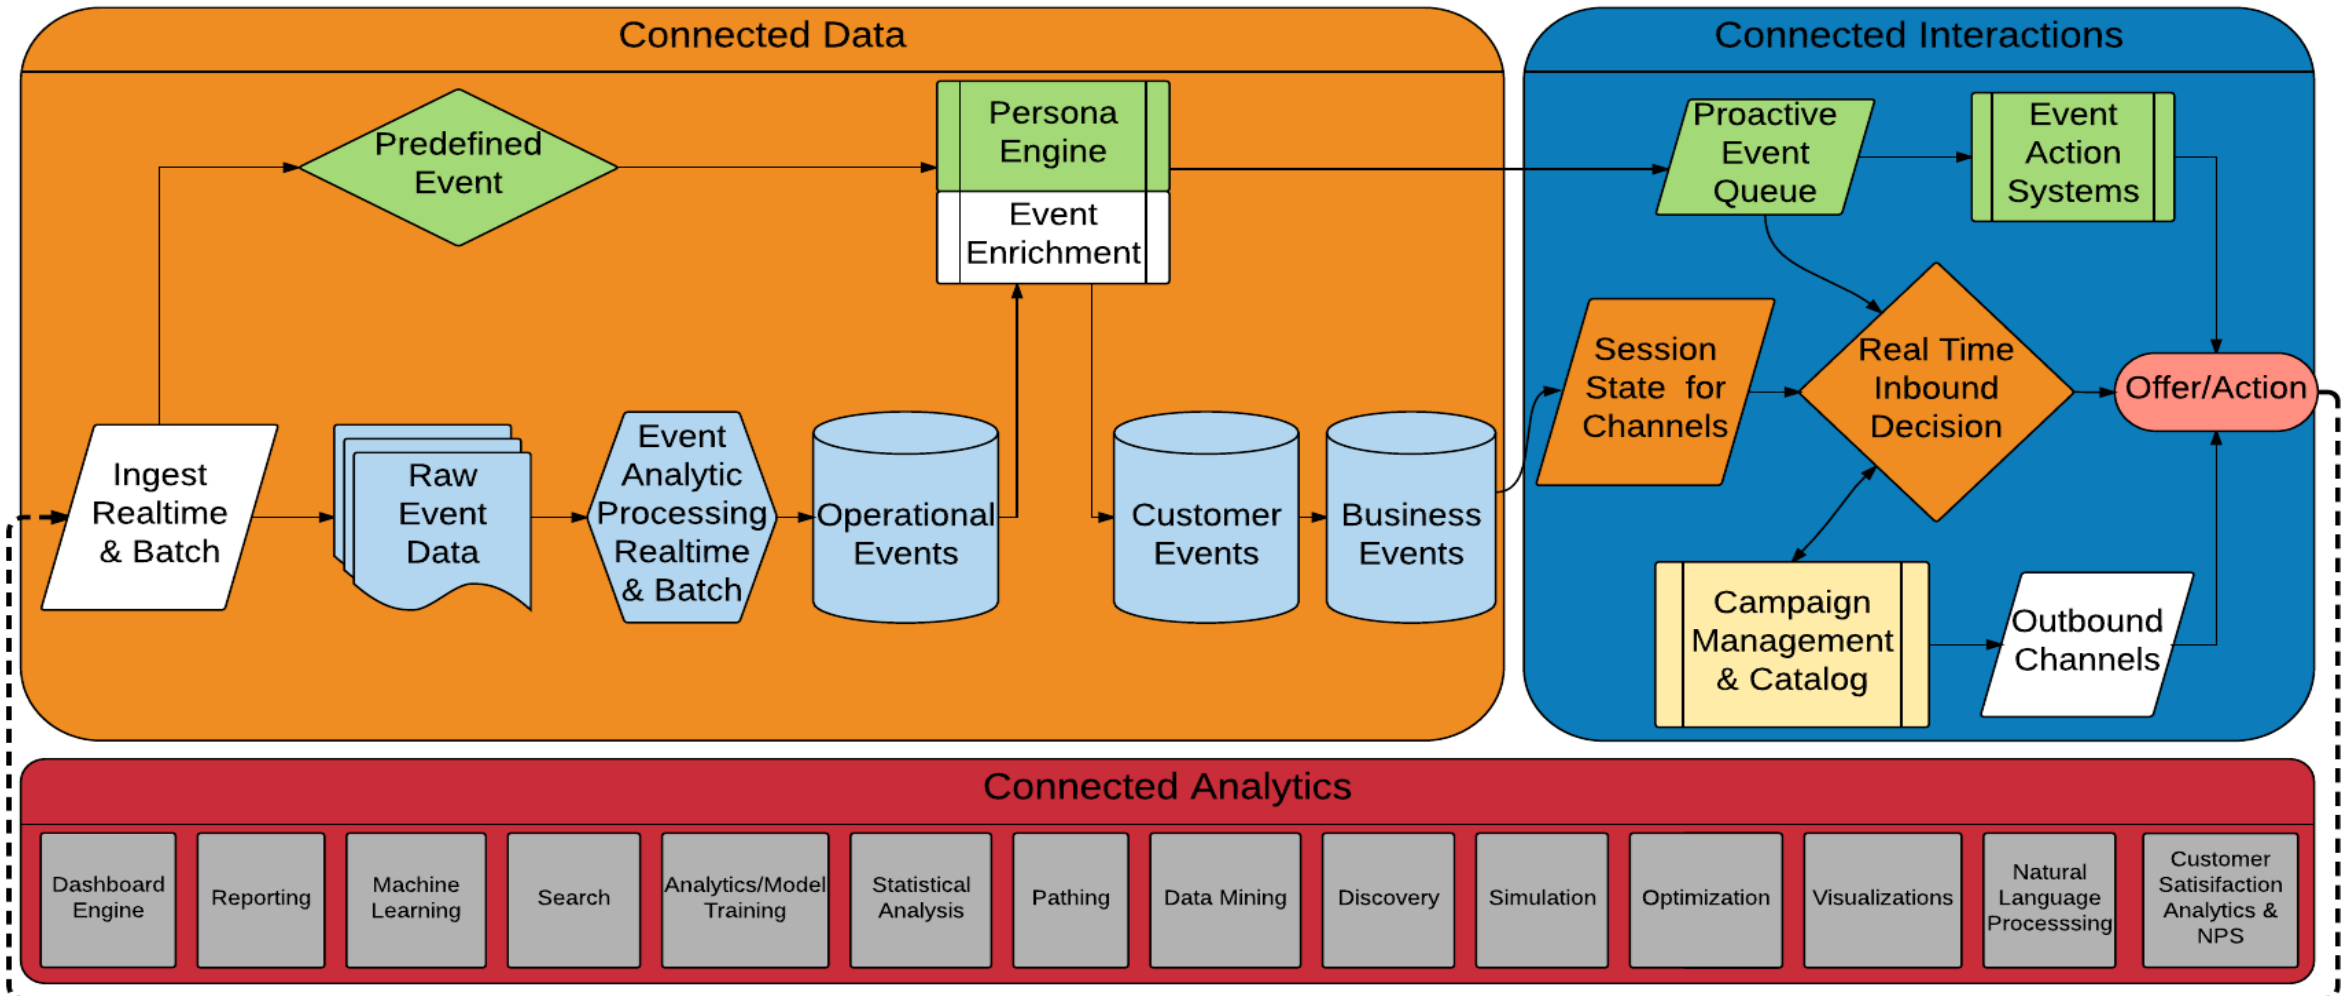 Connected Data
Predefined
Event
Persona
Engine
Event
Enrichment
Ingest
Realtime
& Batch
Raw
Event
Data
Event
Analytic
Processing
Realtime
& Batch
Operational
Events
Customer
Events
Business
Events
Connected Interactions
Proactive
Event
Queue
Event
Action
Systems
Session
State for
Channels
Real Time
Inbound
Decision
Offer/Action
Campaign
Management
& Catalog
Outbound
Channels
Connected Analytics
Dashboard
Engine
Reporting
Machine
Learning
Search
Analytics/Model
Training
Statistical
Analysis
Pathing
Data Mining
Discovery
Simulation
Optimization
Visualizations
Natural
Language
Processsing
Customer
Satisifaction
Analytics &
NPS